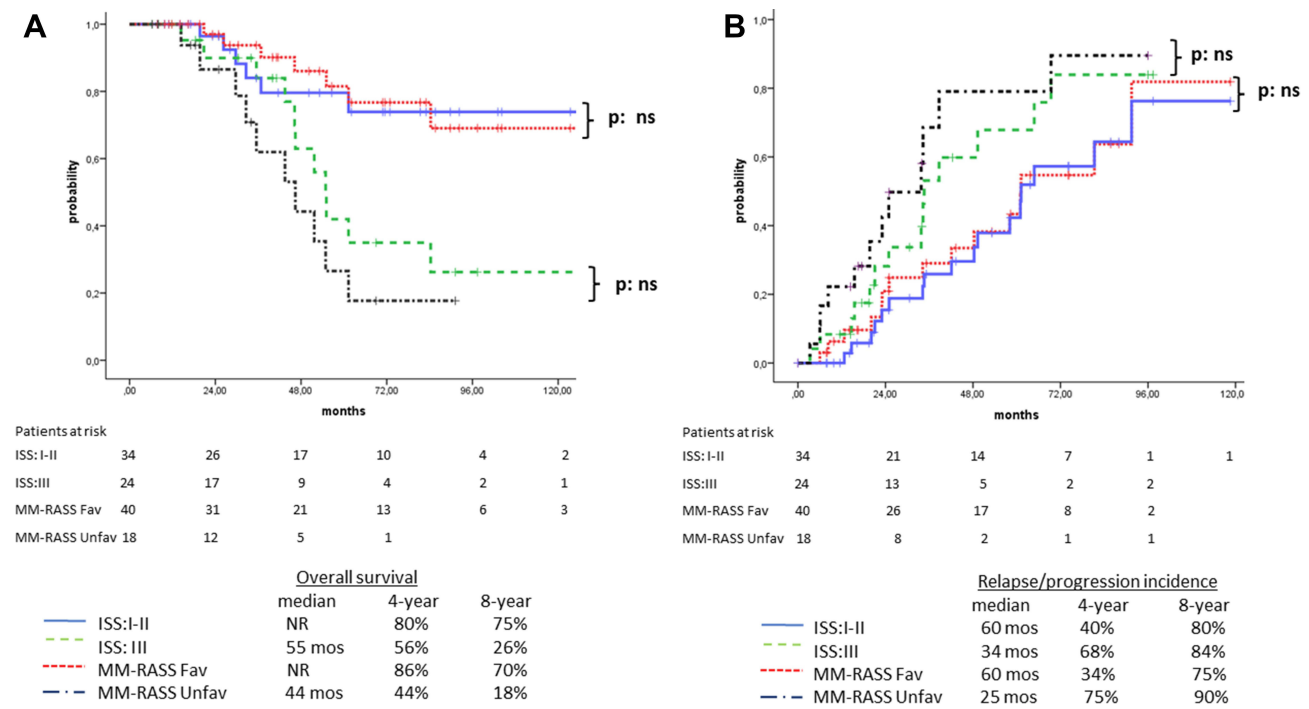 A
1,0
0,8
0,6
0,4
0,2
0,0
probability
,00 24,00 48,00 72,00 96,00 120,00
months
p: ns
p: ns
Patients at risk
ISS: I-II 34 26 17 10 4 2
ISS:III 24 17 9 4 2 1
MM-RASS Fav 40 31 21 13 6 3
MM-RASS Unfav 18 12 5 1
Overall survival
median 4-year 8-year
ISS:I-II NR 80% 75%
ISS: III 55 mos 56% 26%
MM-RASS Fav NR 86% 70%
MM-RASS Unfav 44 mos 44% 18%
B
1,0
0,8
0,6
0,4
0,2
0,0
probability
,00 24,00 48,00 72,00 96,00 120,00
months
p: ns
p: ns
Patients at risk
ISS: I-II 34 21 14 7 1 1
ISS:III 24 13 5 2 2
MM-RASS Fav 40 26 17 8 2
MM-RASS Unfav 18 8 2 1 1
Relapse/progression incidence
median 4-year 8-year
ISS:I-II 60 mos 40% 80%
ISS:III 34 mos 68% 84%
MM-RASS Fav 60 mos 34% 75%
MM-RASS Unfav 25 mos 75% 90%